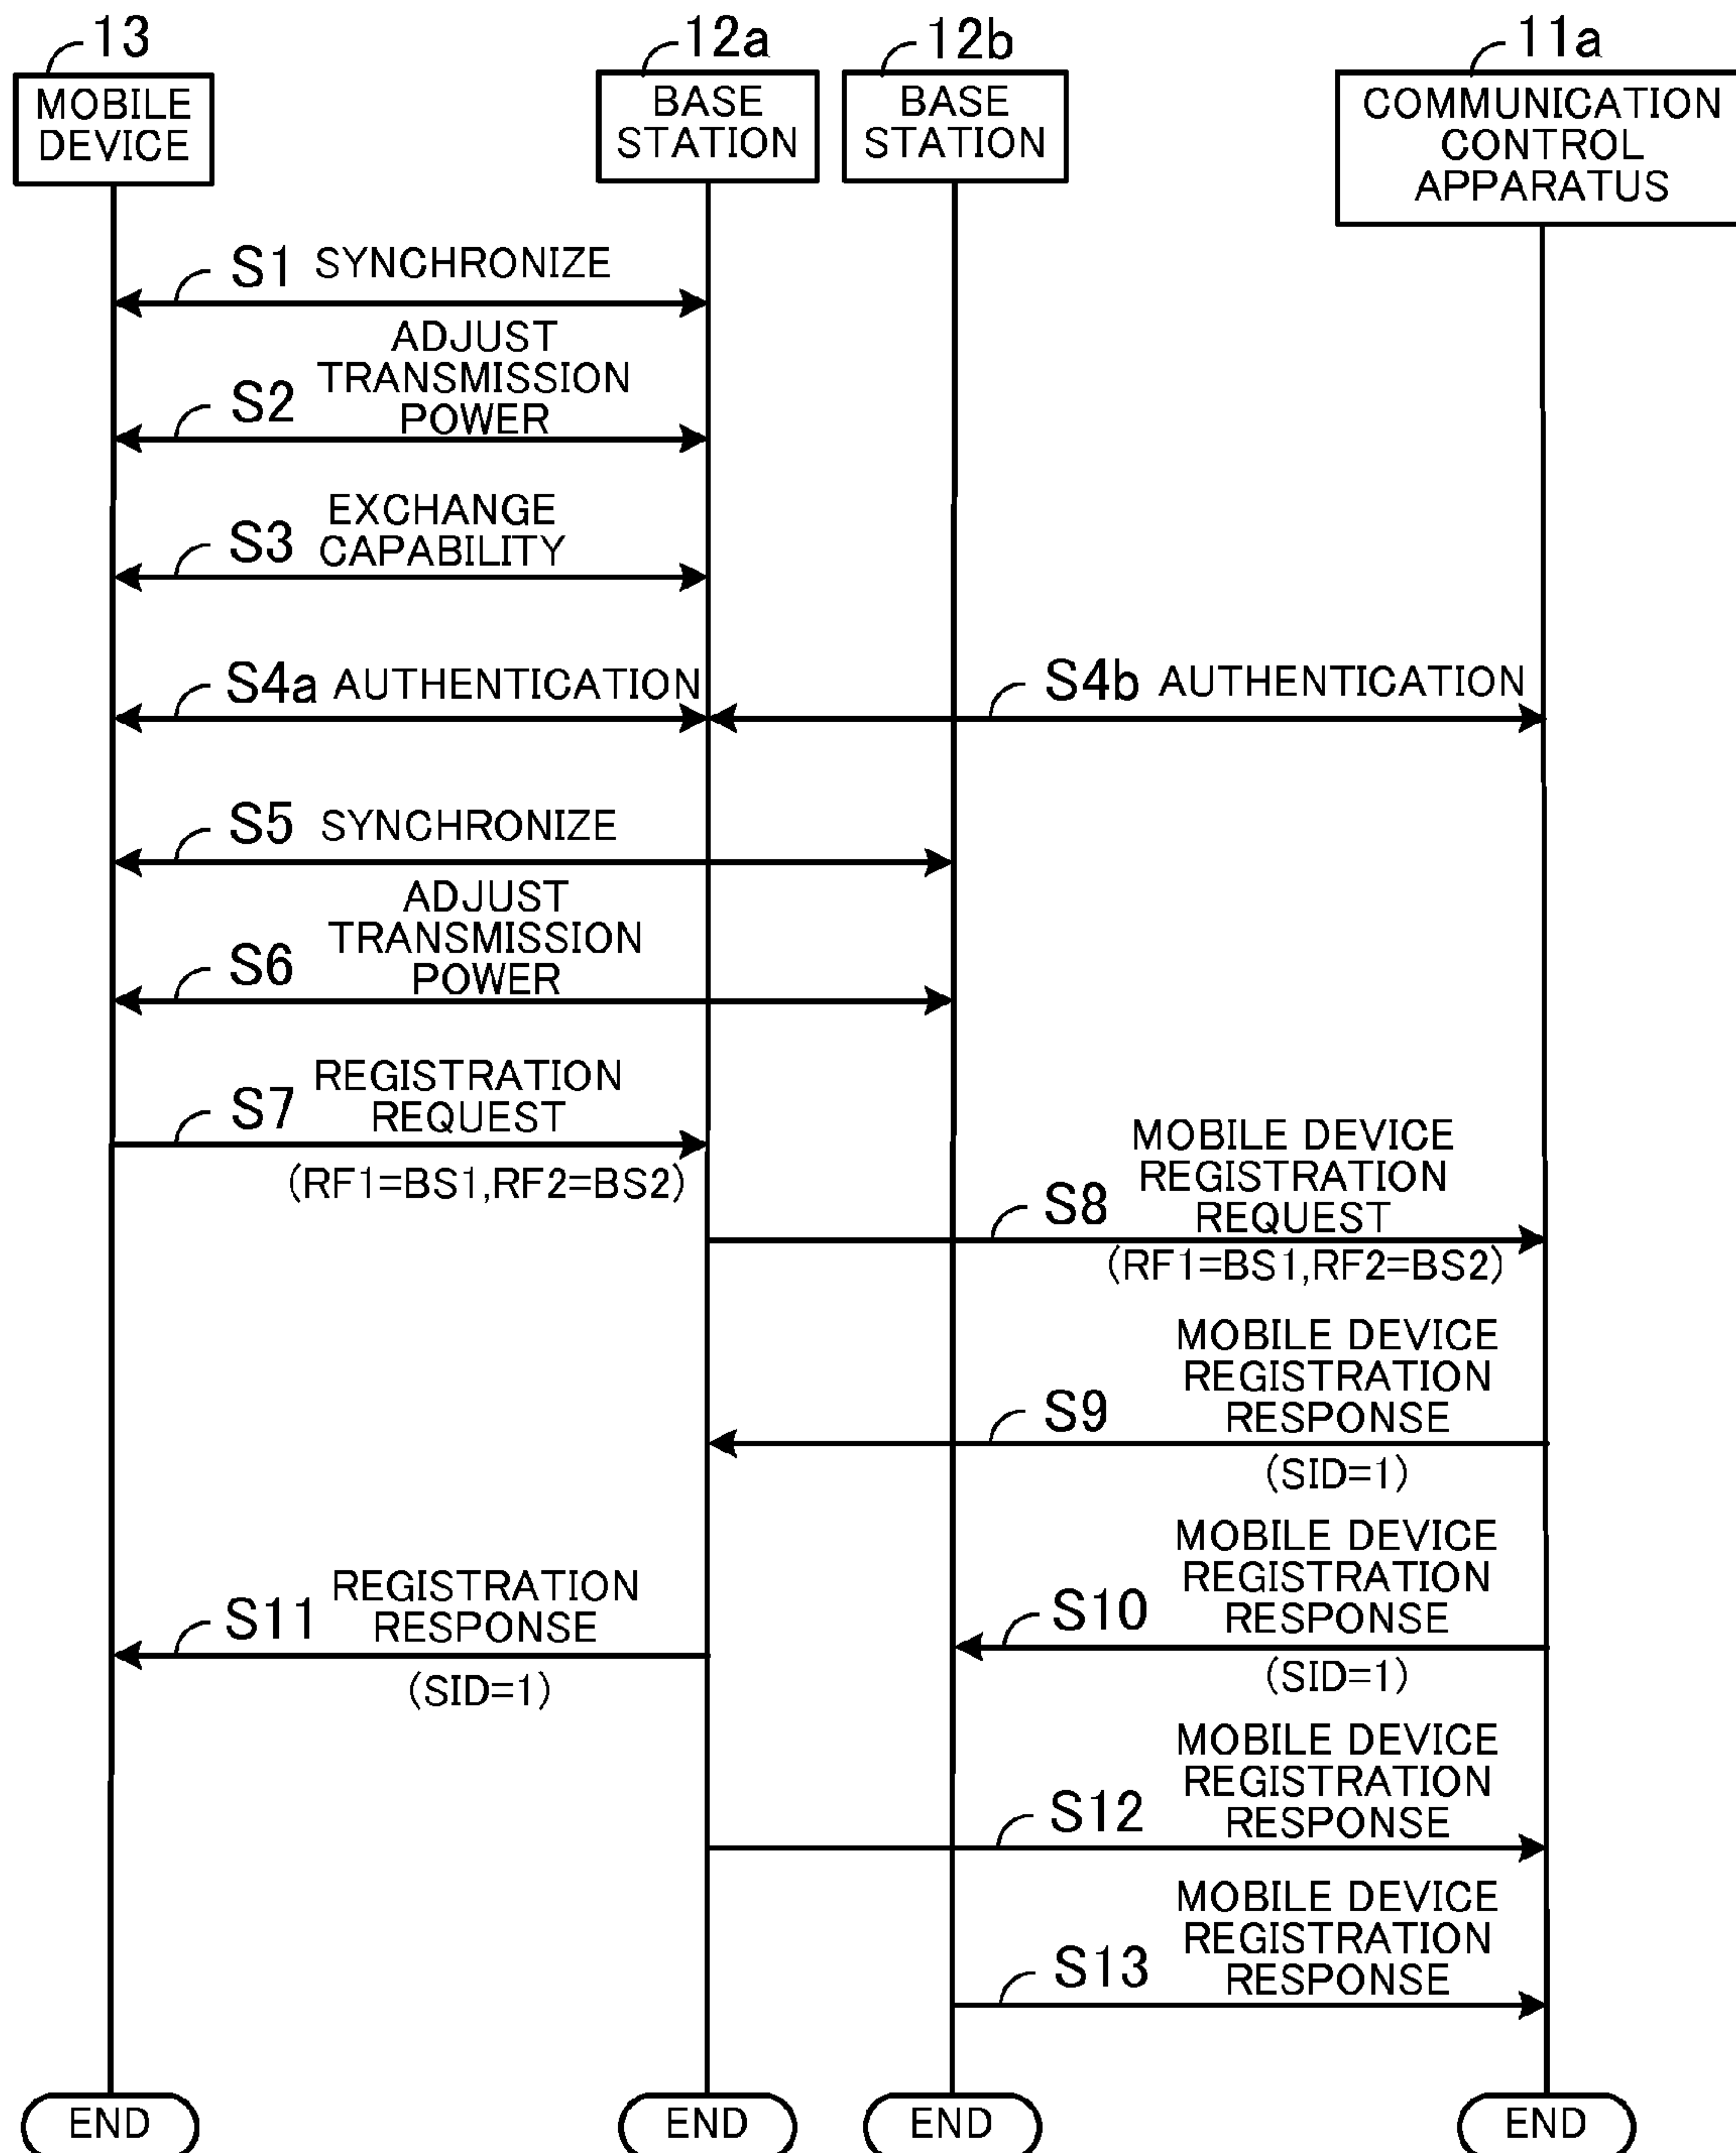 13
12a
12b
11a
MOBILE
DEVICE
BASE
STATION
BASE
STATION
COMMUNICATION
CONTROL
APPARATUS
S1 SYNCHRONIZE
ADJUST
TRANSMISSION
POWER
S2
EXCHANGE
CAPABILITY
S3
S4a AUTHENTICATION
S4b AUTHENTICATION
S5 SYNCHRONIZE
ADJUST
TRANSMISSION
POWER
S6
REGISTRATION
REQUEST
S7
(RF1=BS1,RF2=BS2)
MOBILE DEVICE
REGISTRATION
REQUEST
S8
(RF1=BS1,RF2=BS2)
MOBILE DEVICE
REGISTRATION
RESPONSE
S9
(SID=1)
MOBILE DEVICE
REGISTRATION
RESPONSE
S10
(SID=1)
REGISTRATION
RESPONSE
S11
(SID=1)
MOBILE DEVICE
REGISTRATION
RESPONSE
S12
MOBILE DEVICE
REGISTRATION
RESPONSE
S13
END
END
END
END